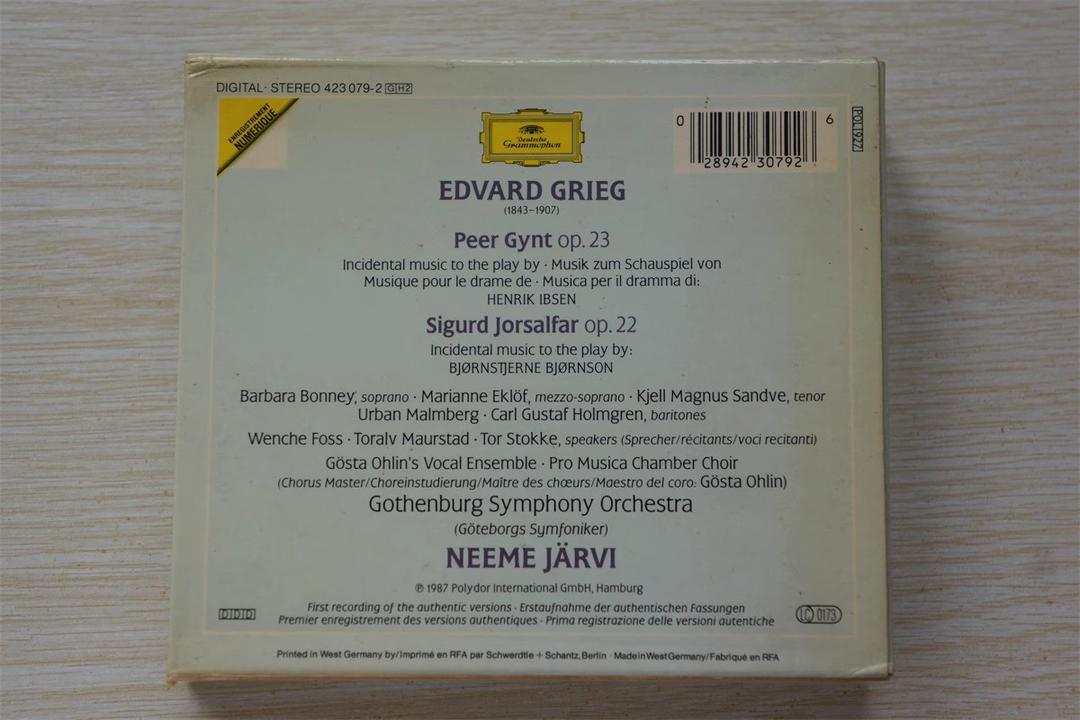 DIGITAL · STEREO 423 079-2 GH2
ENREGISTREMENT
NUMERIQUE
Deutsche
Grammophon
0 28942 30792 6
POL 1927
EDVARD GRIEG
(1843–1907)
Peer Gynt op. 23
Incidental music to the play by · Musik zum Schauspiel von
Musique pour le drame de · Musica per il dramma di:
HENRIK IBSEN
Sigurd Jorsalfar op. 22
Incidental music to the play by:
BJØRNSTJERNE BJØRNSON
Barbara Bonney, soprano · Marianne Eklöf, mezzo-soprano · Kjell Magnus Sandve, tenor
Urban Malmberg · Carl Gustaf Holmgren, baritones
Wenche Foss · Toralv Maurstad · Tor Stokke, speakers (Sprecher/récitants/voci recitanti)
Gösta Ohlin's Vocal Ensemble · Pro Musica Chamber Choir
(Chorus Master/Choreinstudierung/Maître des chœurs/Maestro del coro: Gösta Ohlin)
Gothenburg Symphony Orchestra
(Göteborgs Symfoniker)
NEEME JÄRVI
℗ 1987 Polydor International GmbH, Hamburg
DDD
First recording of the authentic versions · Erstaufnahme der authentischen Fassungen
Premier enregistrement des versions authentiques · Prima registrazione delle versioni autentiche
LC 0173
Printed in West Germany by/Imprimé en RFA par Schwerdtle + Schantz, Berlin · Made in West Germany/Fabriqué en RFA